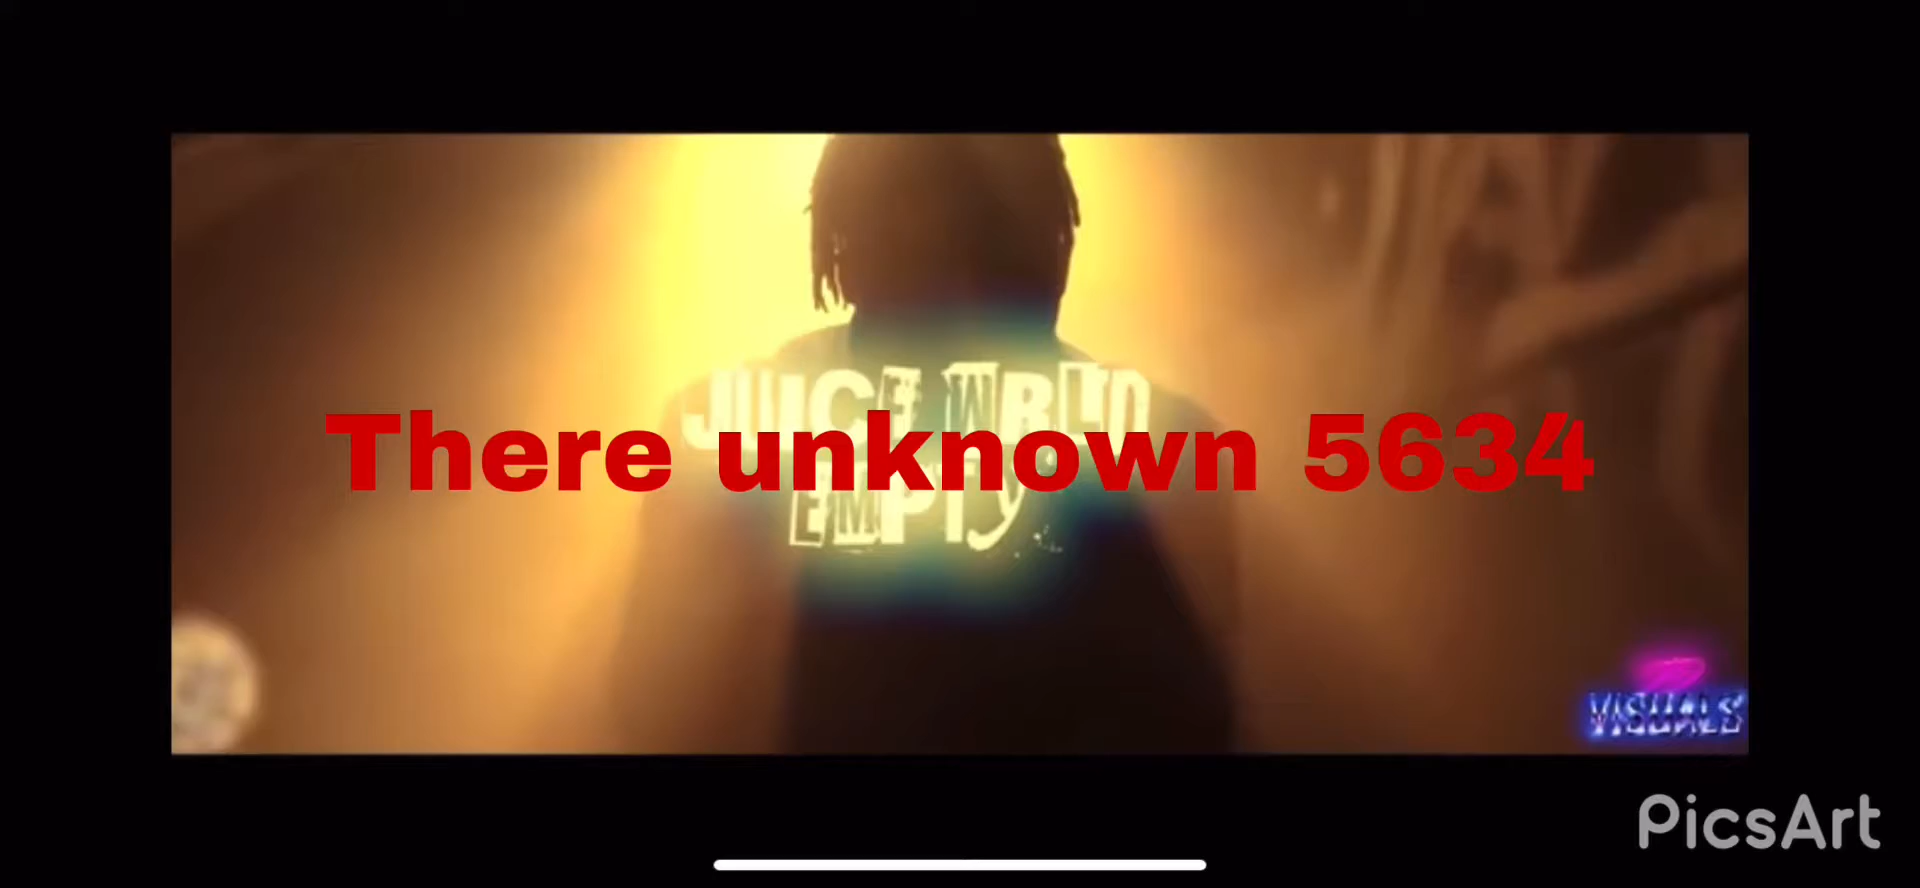 JUICE WRLD
There unknown 5634
EMPTY
VISUALS
PicsArt